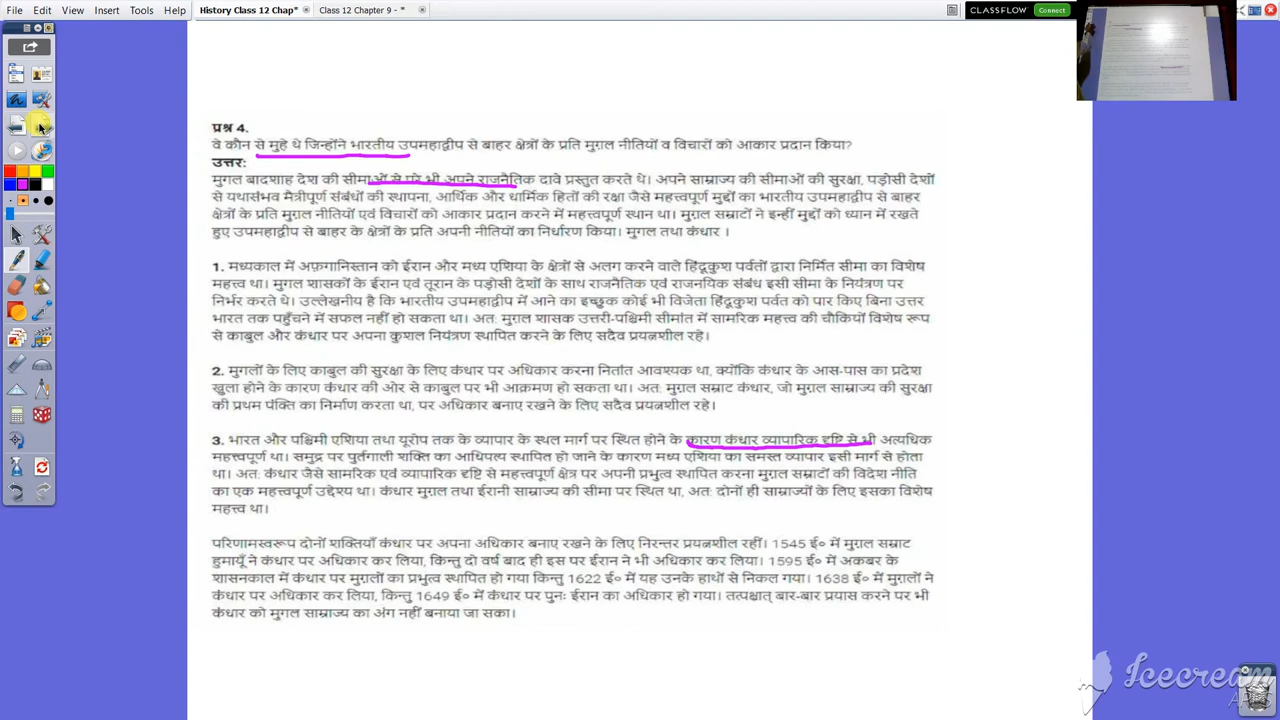 File Edit View Insert Tools Help
History Class 12 Chap*
Class 12 Chapter 9 - *
CLASSFLOW Connect
प्रश्न 4.
वे कौन से मुद्दे थे जिन्होंने भारतीय उपमहाद्वीप से बाहर क्षेत्रों के प्रति मुग़ल नीतियों व विचारों को आकार प्रदान किया?
उत्तर:
मुगल बादशाह देश की सीमाओं से परे भी अपने राजनैतिक दावे प्रस्तुत करते थे। अपने साम्राज्य की सीमाओं की सुरक्षा, पड़ोसी देशों
से यथासंभव मैत्रीपूर्ण संबंधों की स्थापना, आर्थिक और धार्मिक हितों की रक्षा जैसे महत्त्वपूर्ण मुद्दों का भारतीय उपमहाद्वीप से बाहर
क्षेत्रों के प्रति मुग़ल नीतियों एवं विचारों को आकार प्रदान करने में महत्त्वपूर्ण स्थान था। मुग़ल सम्राटों ने इन्हीं मुद्दों को ध्यान में रखते
हुए उपमहाद्वीप से बाहर के क्षेत्रों के प्रति अपनी नीतियों का निर्धारण किया। मुगल तथा कंधार ।
1. मध्यकाल में अफ़गानिस्तान को ईरान और मध्य एशिया के क्षेत्रों से अलग करने वाले हिंदूकुश पर्वतों द्वारा निर्मित सीमा का विशेष
महत्त्व था। मुगल शासकों के ईरान एवं तूरान के पड़ोसी देशों के साथ राजनैतिक एवं राजनयिक संबंध इसी सीमा के नियंत्रण पर
निर्भर करते थे। उल्लेखनीय है कि भारतीय उपमहाद्वीप में आने का इच्छुक कोई भी विजेता हिंदूकुश पर्वत को पार किए बिना उत्तर
भारत तक पहुँचने में सफल नहीं हो सकता था। अत: मुग़ल शासक उत्तरी-पश्चिमी सीमांत में सामरिक महत्त्व की चौकियों विशेष रूप
से काबुल और कंधार पर अपना कुशल नियंत्रण स्थापित करने के लिए सदैव प्रयत्नशील रहे।
2. मुगलों के लिए काबुल की सुरक्षा के लिए कंधार पर अधिकार करना नितांत आवश्यक था, क्योंकि कंधार के आस-पास का प्रदेश
खुला होने के कारण कंधार की ओर से काबुल पर भी आक्रमण हो सकता था। अत: मुग़ल सम्राट कंधार, जो मुग़ल साम्राज्य की सुरक्षा
की प्रथम पंक्ति का निर्माण करता था, पर अधिकार बनाए रखने के लिए सदैव प्रयत्नशील रहे।
3. भारत और पश्चिमी एशिया तथा यूरोप तक के व्यापार के स्थल मार्ग पर स्थित होने के कारण कंधार व्यापारिक दृष्टि से भी अत्यधिक
महत्त्वपूर्ण था। समुद्र पर पुर्तगाली शक्ति का आधिपत्य स्थापित हो जाने के कारण मध्य एशिया का समस्त व्यापार इसी मार्ग से होता
था। अत: कंधार जैसे सामरिक एवं व्यापारिक दृष्टि से महत्त्वपूर्ण क्षेत्र पर अपनी प्रभुत्व स्थापित करना मुग़ल सम्राटों की विदेश नीति
का एक महत्त्वपूर्ण उद्देश्य था। कंधार मुग़ल तथा ईरानी साम्राज्य की सीमा पर स्थित था, अत: दोनों ही साम्राज्यों के लिए इसका विशेष
महत्त्व था।
परिणामस्वरूप दोनों शक्तियाँ कंधार पर अपना अधिकार बनाए रखने के लिए निरन्तर प्रयत्नशील रहीं। 1545 ई० में मुग़ल सम्राट
हुमायूँ ने कंधार पर अधिकार कर लिया, किन्तु दो वर्ष बाद ही इस पर ईरान ने भी अधिकार कर लिया। 1595 ई० में अकबर के
शासनकाल में कंधार पर मुग़लों का प्रभुत्व स्थापित हो गया किन्तु 1622 ई० में यह उनके हाथों से निकल गया। 1638 ई० में मुग़लों ने
कंधार पर अधिकार कर लिया, किन्तु 1649 ई० में कंधार पर पुनः ईरान का अधिकार हो गया। तत्पश्चात् बार-बार प्रयास करने पर भी
कंधार को मुगल साम्राज्य का अंग नहीं बनाया जा सका।
Icecream
APPS